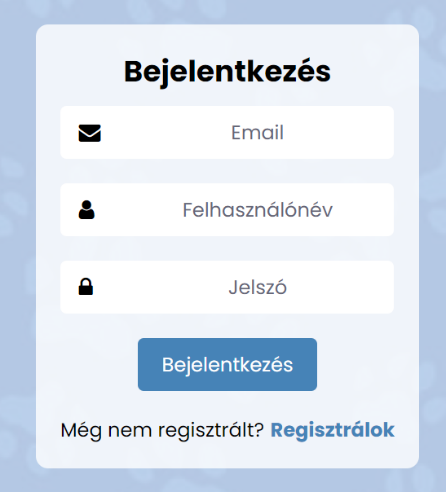 Bejelentkezés
Email
Felhasználónév
Jelszó
Bejelentkezés
Még nem regisztrált? Regisztrálok